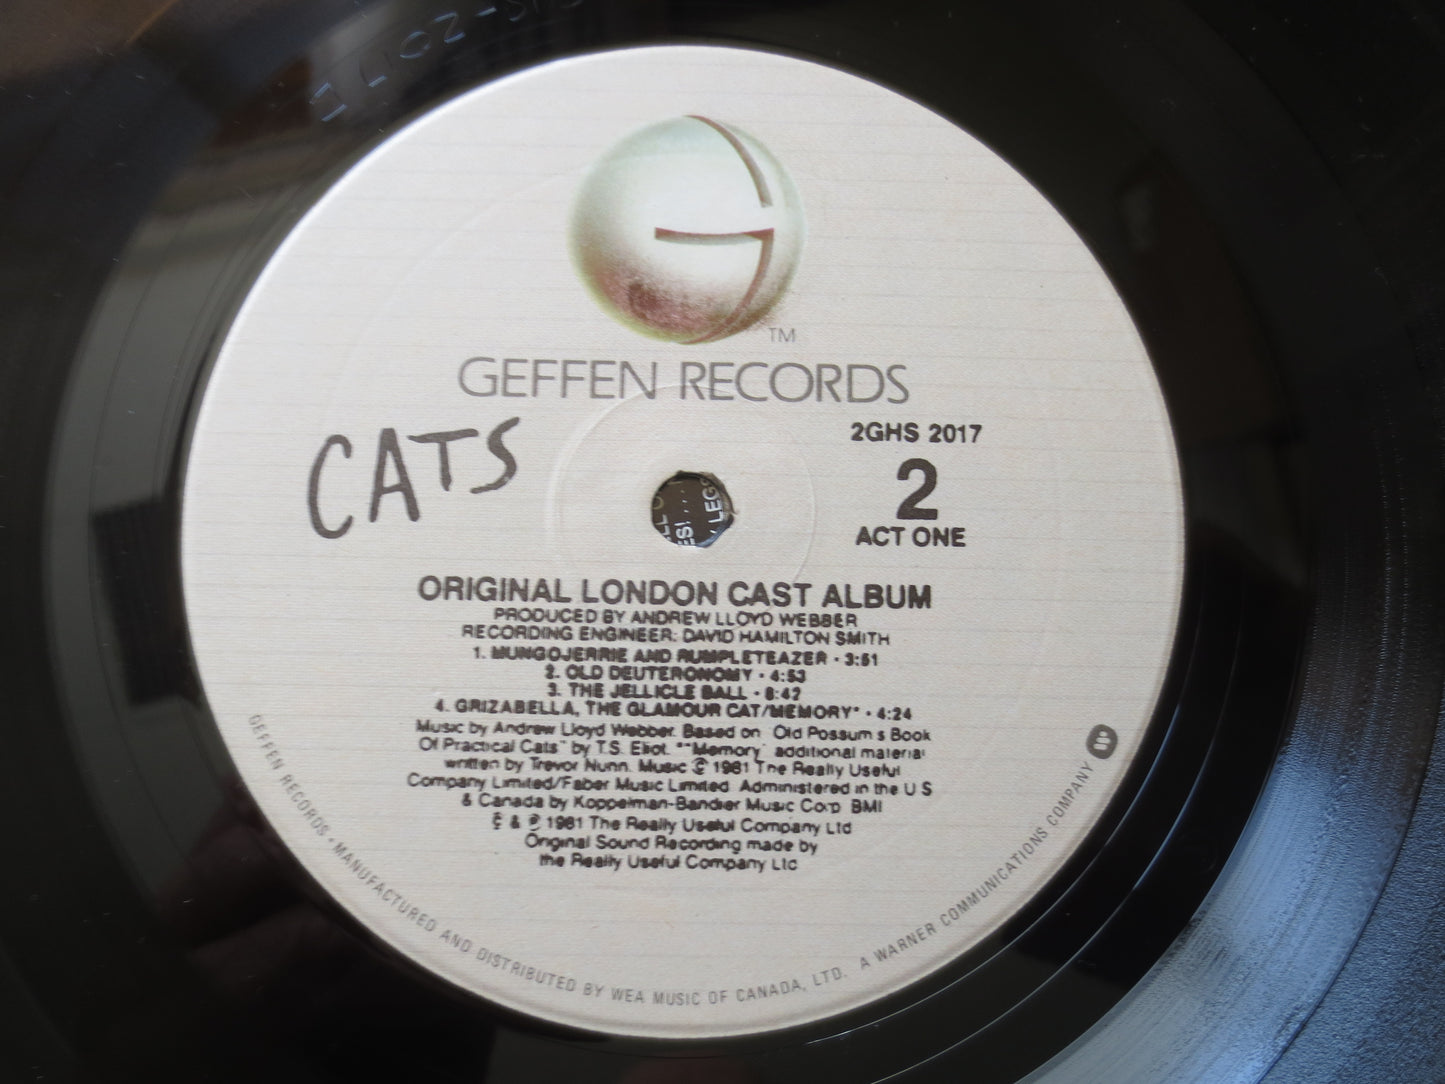 TM
GEFFEN RECORDS
CATS
2GHS 2017
2
ACT ONE
ORIGINAL LONDON CAST ALBUM
PRODUCED BY ANDREW LLOYD WEBBER
RECORDING ENGINEER: DAVID HAMILTON SMITH
1. MUNGOJERRIE AND RUMPLETEAZER • 3:51
2. OLD DEUTERONOMY • 4:53
3. THE JELLICLE BALL • 8:42
4. GRIZABELLA, THE GLAMOUR CAT/MEMORY* • 4:24
Music by Andrew Lloyd Webber. Based on Old Possum s Book
Of Practical Cats" by T.S. Eliot. *"Memory" additional material
written by Trevor Nunn. Music © 1981 The Really Useful
Company Limited/Faber Music Limited Administered in the U S
& Canada by Koppelman-Bandier Music Corp BMI
© & ℗ 1981 The Really Useful Company Ltd
Original Sound Recording made by
the Really Useful Company Ltd
GEFFEN RECORDS • MANUFACTURED AND DISTRIBUTED BY WEA MUSIC OF CANADA, LTD. A WARNER COMMUNICATIONS COMPANY